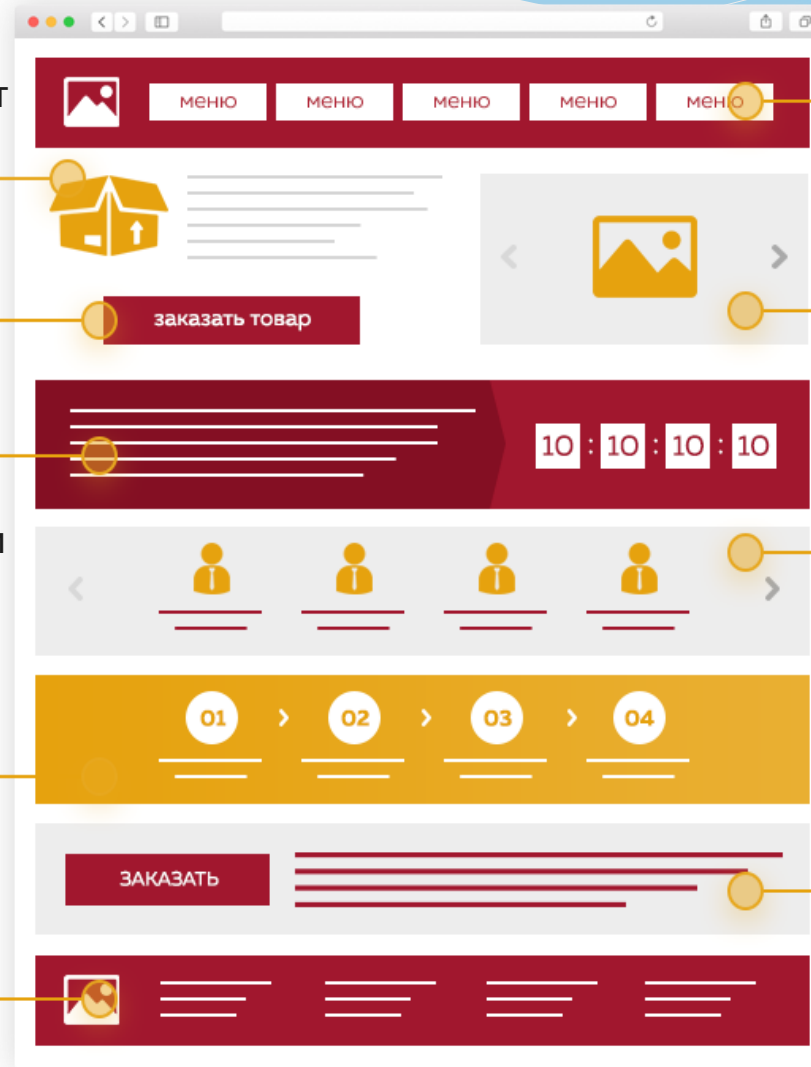 т
меню меню меню меню меню
заказать товар
10 : 10 : 10 : 10
и
01 02 03 04
ЗАКАЗАТЬ